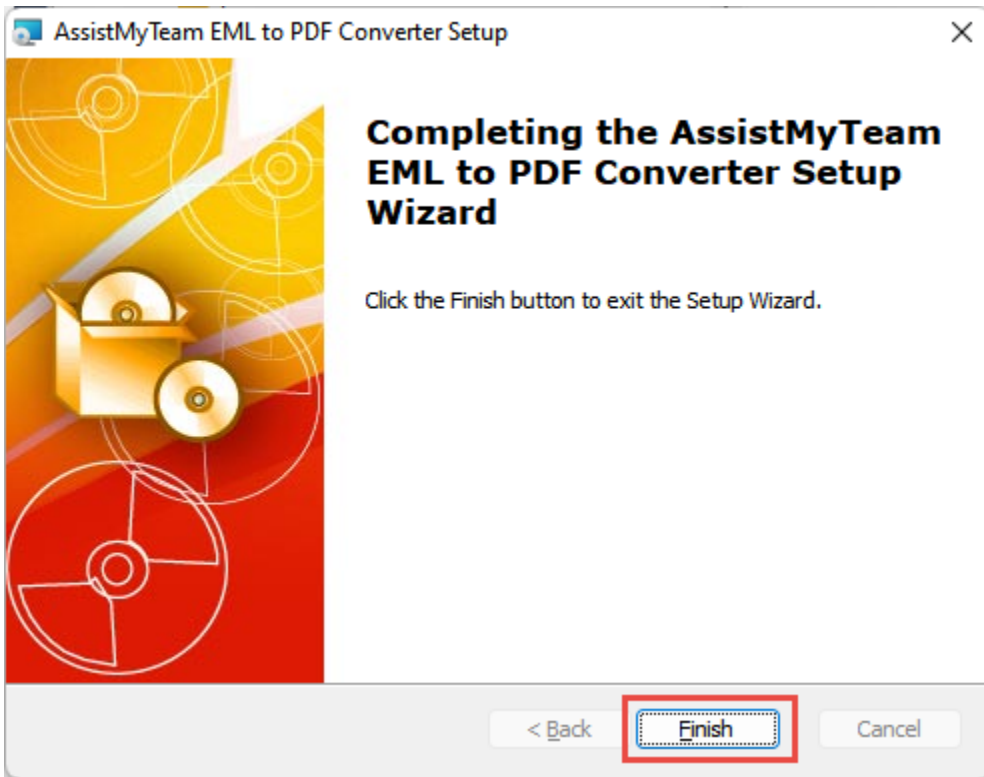 AssistMyTeam EML to PDF Converter Setup
Completing the AssistMyTeam
EML to PDF Converter Setup
Wizard
Click the Finish button to exit the Setup Wizard.
< Back
Finish
Cancel